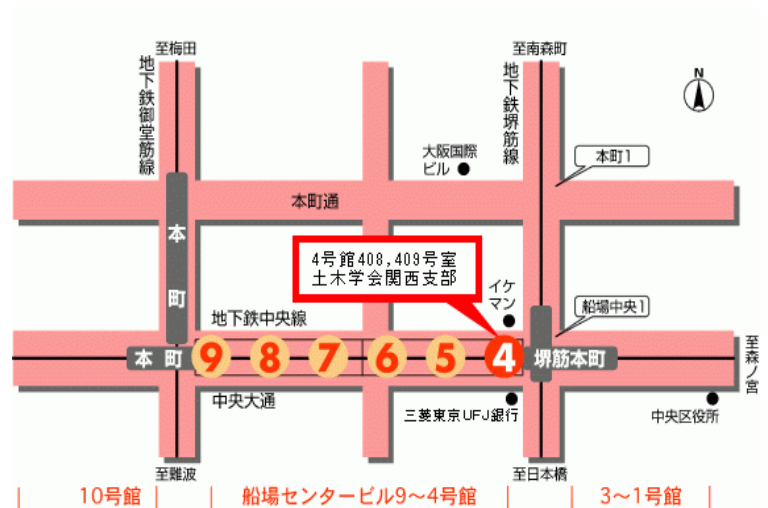 至梅田
至南森町
地下鉄御堂筋線
地下鉄堺筋線
N
大阪国際
ビル
本町1
本町通
本町
4号館408,409号室
土木学会関西支部
イケ
マン
船場中央1
地下鉄中央線
本町
9
8
7
6
5
4
堺筋本町
至森ノ宮
中央大通
三菱東京UFJ銀行
中央区役所
至難波
至日本橋
10号館
船場センタービル9〜4号館
3〜1号館